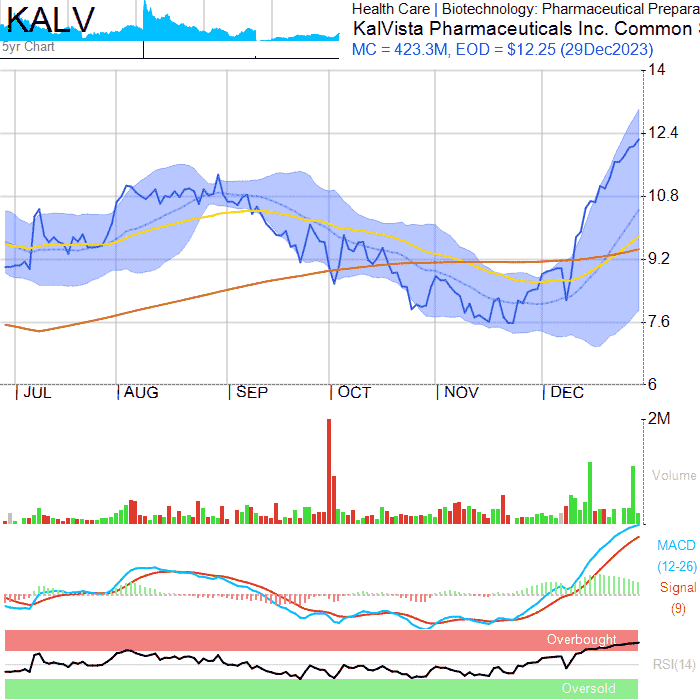 KALV
5yr Chart
Health Care | Biotechnology: Pharmaceutical Prepara
KalVista Pharmaceuticals Inc. Common
MC = 423.3M, EOD = $12.25 (29Dec2023)
14
12.4
10.8
9.2
7.6
6
JUL AUG SEP OCT NOV DEC
2M
Volume
MACD
(12-26)
Signal
(9)
Overbought
RSI(14)
Oversold